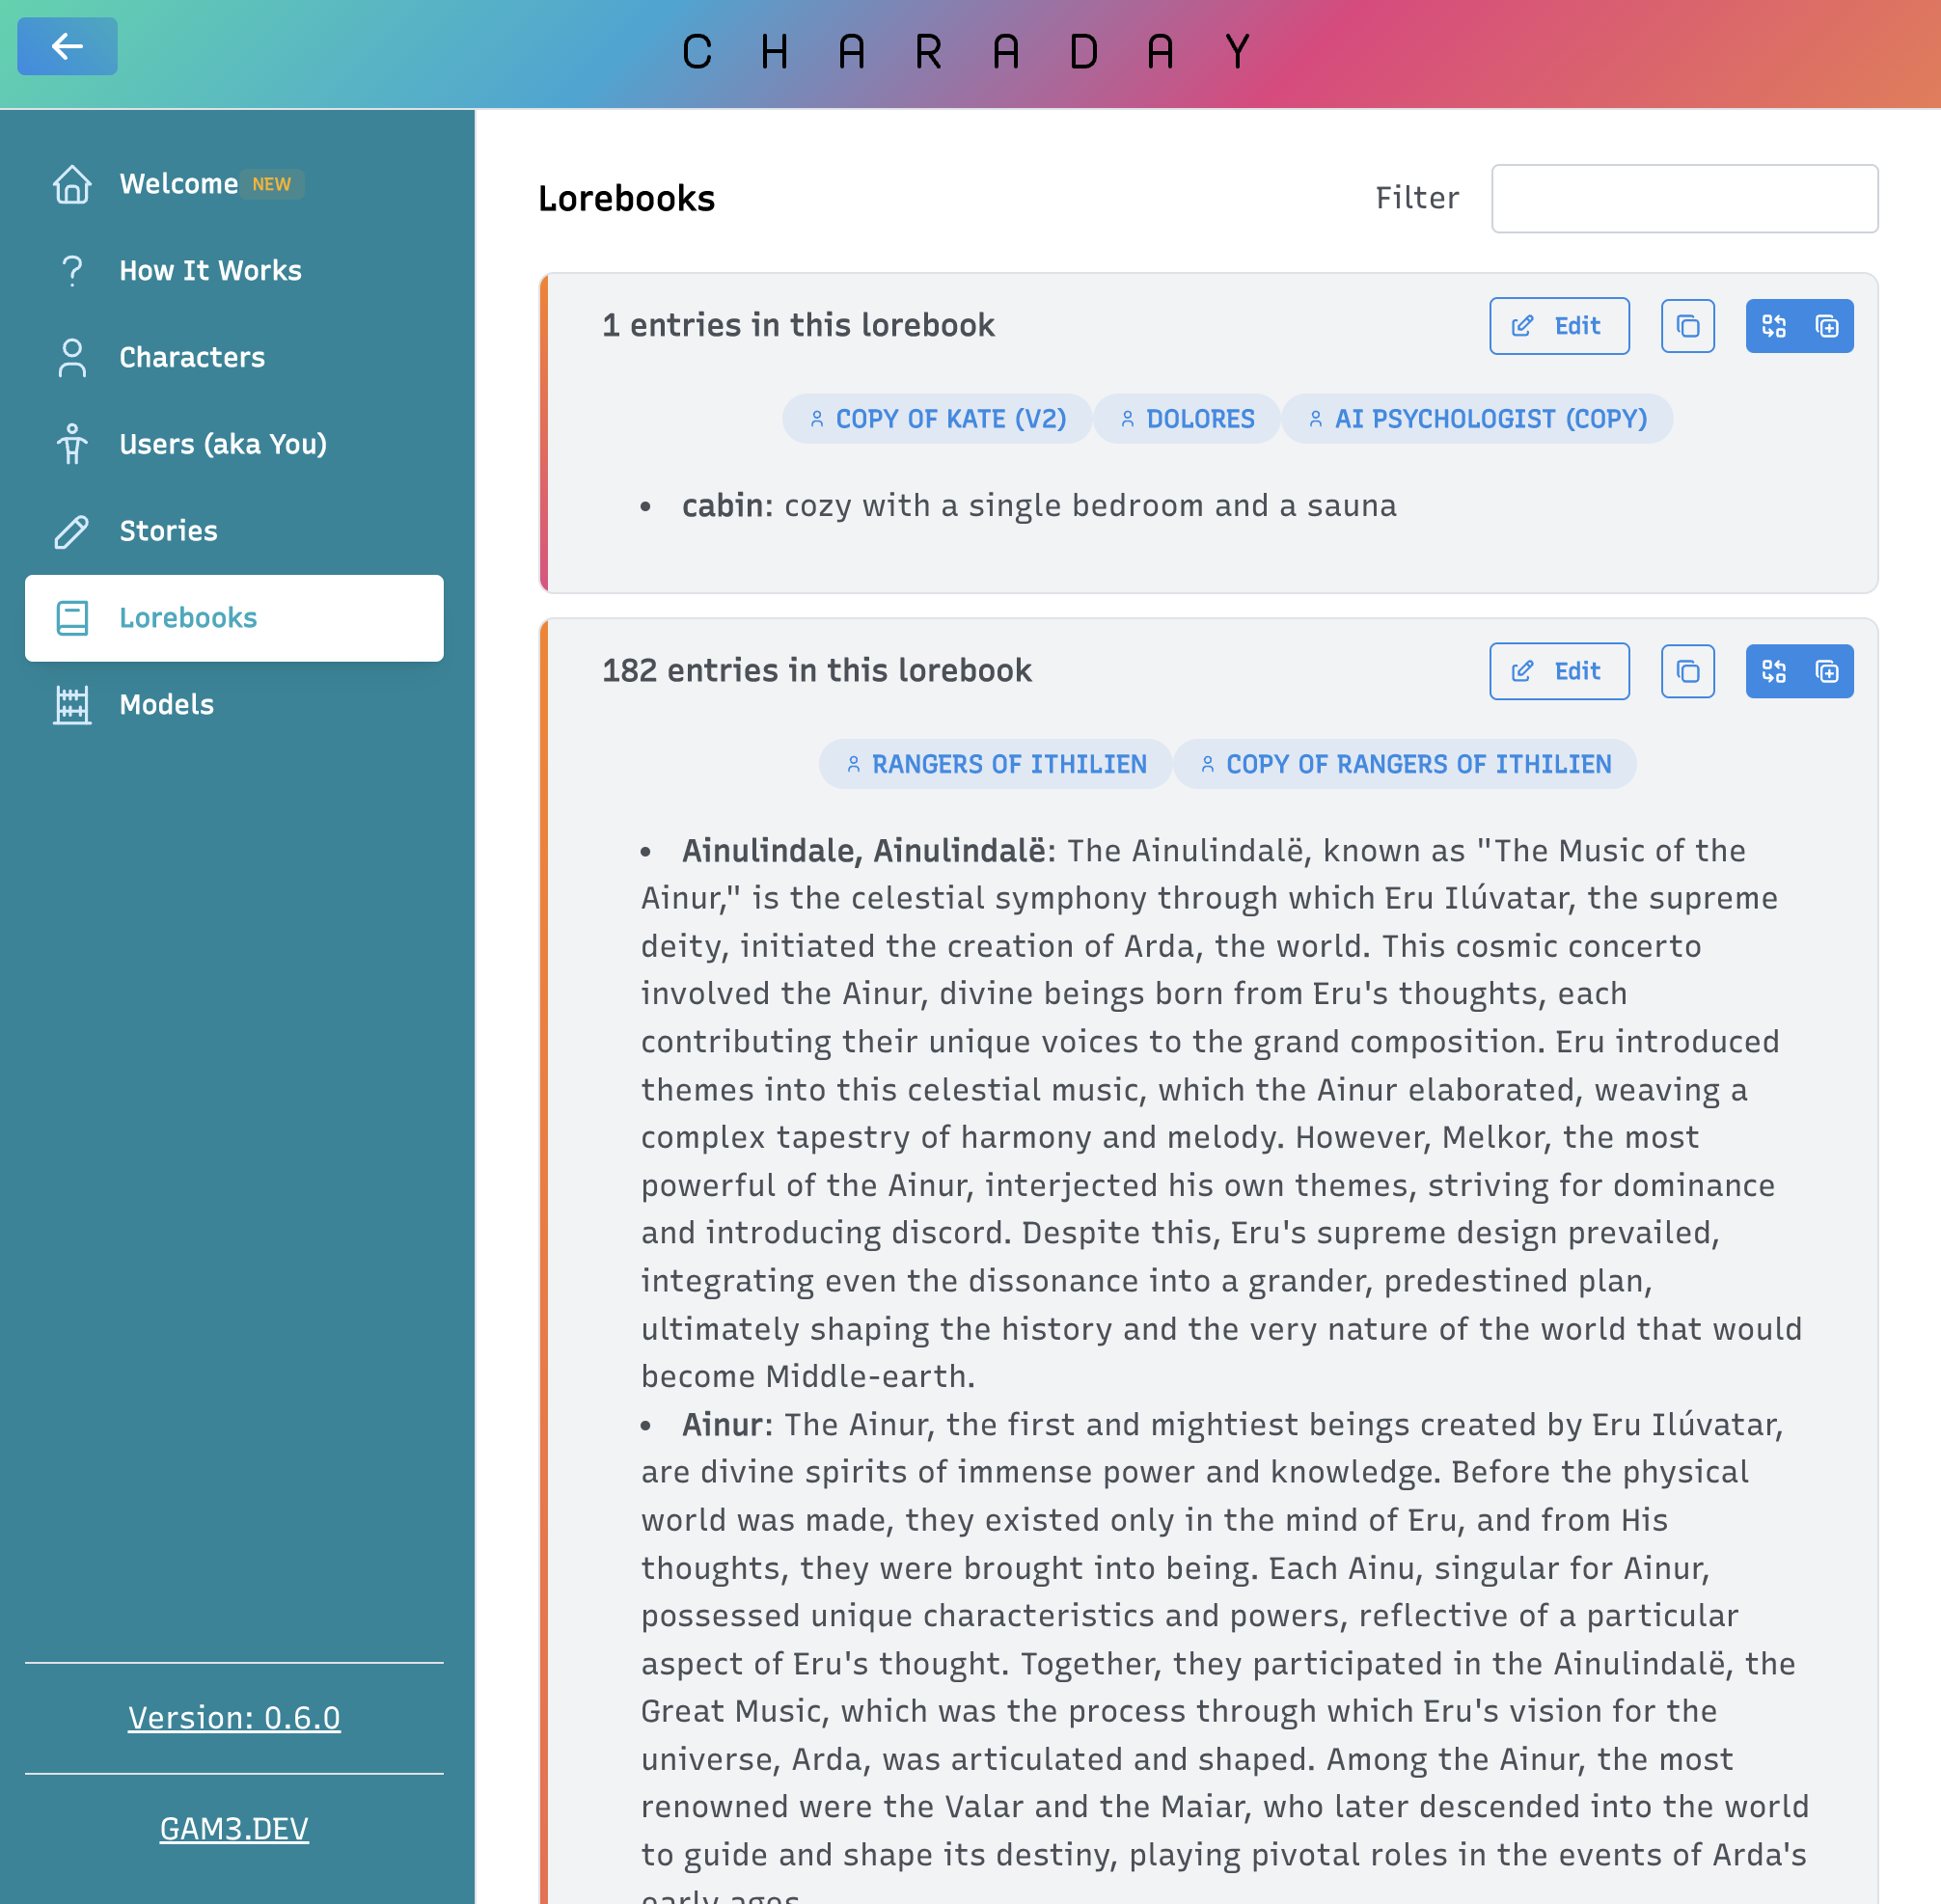 C H A R A D A Y
Welcome NEW
How It Works
Characters
Users (aka You)
Stories
Lorebooks
Models
Version: 0.6.0
GAM3.DEV
Lorebooks
Filter
1 entries in this lorebook
Edit
COPY OF KATE (V2) DOLORES AI PSYCHOLOGIST (COPY)
• cabin: cozy with a single bedroom and a sauna
182 entries in this lorebook
Edit
RANGERS OF ITHILIEN COPY OF RANGERS OF ITHILIEN
• Ainulindale, Ainulindalë: The Ainulindalë, known as "The Music of the
Ainur," is the celestial symphony through which Eru Ilúvatar, the supreme
deity, initiated the creation of Arda, the world. This cosmic concerto
involved the Ainur, divine beings born from Eru's thoughts, each
contributing their unique voices to the grand composition. Eru introduced
themes into this celestial music, which the Ainur elaborated, weaving a
complex tapestry of harmony and melody. However, Melkor, the most
powerful of the Ainur, interjected his own themes, striving for dominance
and introducing discord. Despite this, Eru's supreme design prevailed,
integrating even the dissonance into a grander, predestined plan,
ultimately shaping the history and the very nature of the world that would
become Middle-earth.
• Ainur: The Ainur, the first and mightiest beings created by Eru Ilúvatar,
are divine spirits of immense power and knowledge. Before the physical
world was made, they existed only in the mind of Eru, and from His
thoughts, they were brought into being. Each Ainu, singular for Ainur,
possessed unique characteristics and powers, reflective of a particular
aspect of Eru's thought. Together, they participated in the Ainulindalë, the
Great Music, which was the process through which Eru's vision for the
universe, Arda, was articulated and shaped. Among the Ainur, the most
renowned were the Valar and the Maiar, who later descended into the world
to guide and shape its destiny, playing pivotal roles in the events of Arda's
early ages.